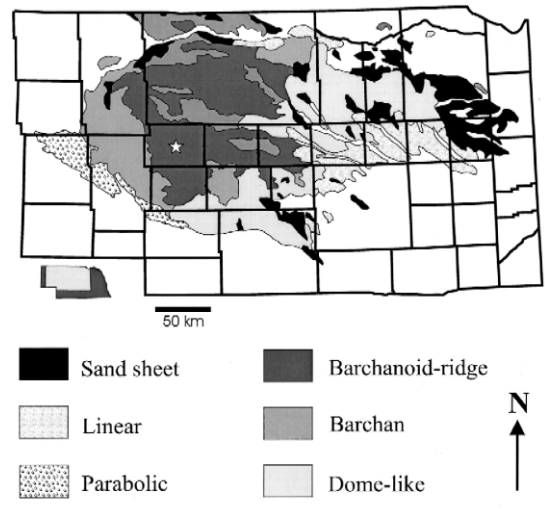 50 km
Sand sheet
Barchanoid-ridge
Linear
Barchan
N
Parabolic
Dome-like